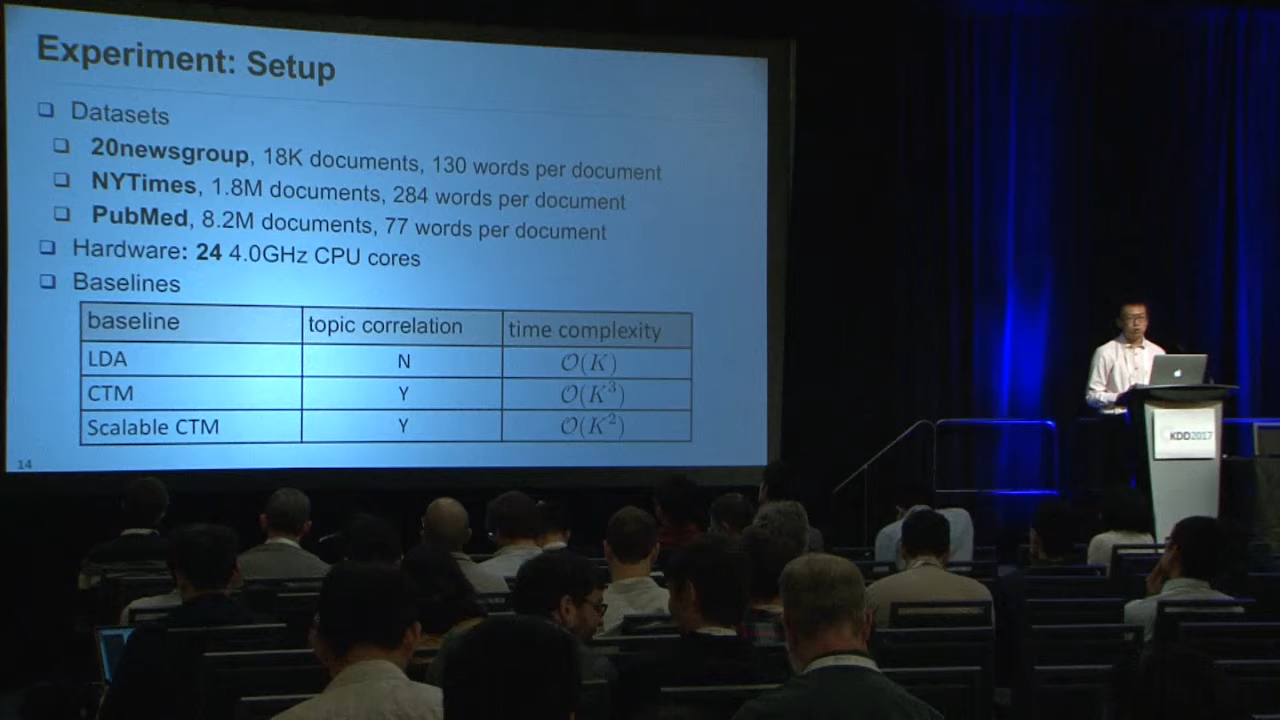 Experiment: Setup
Datasets
20newsgroup, 18K documents, 130 words per document
NYTimes, 1.8M documents, 284 words per document
PubMed, 8.2M documents, 77 words per document
Hardware: 24 4.0GHz CPU cores
Baselines
baseline topic correlation time complexity
LDA N O(K)
CTM Y O(K³)
Scalable CTM Y O(K²)
14
KDD2017